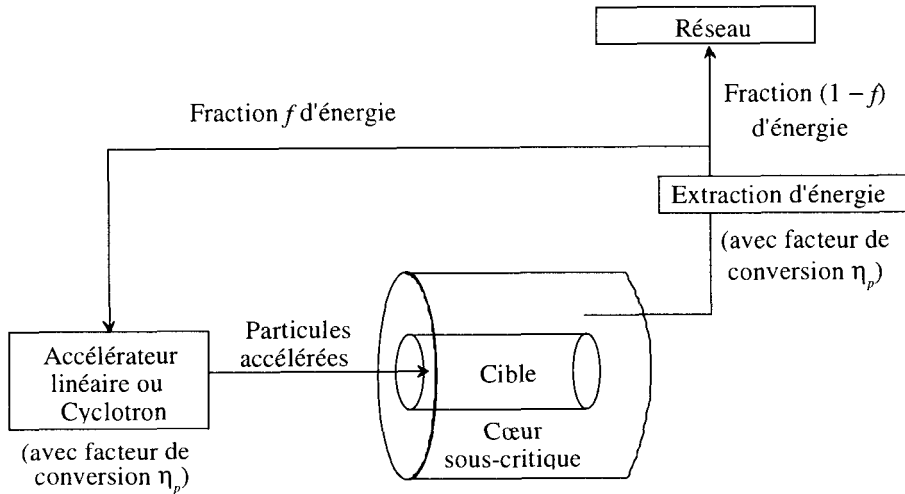 Réseau
Fraction f d'énergie
Fraction (1 − f)
d'énergie
Extraction d'énergie
(avec facteur de
conversion ηp)
Particules
accélérées
Accélérateur
linéaire ou
Cyclotron
(avec facteur de
conversion ηp)
Cible
Cœur
sous-critique